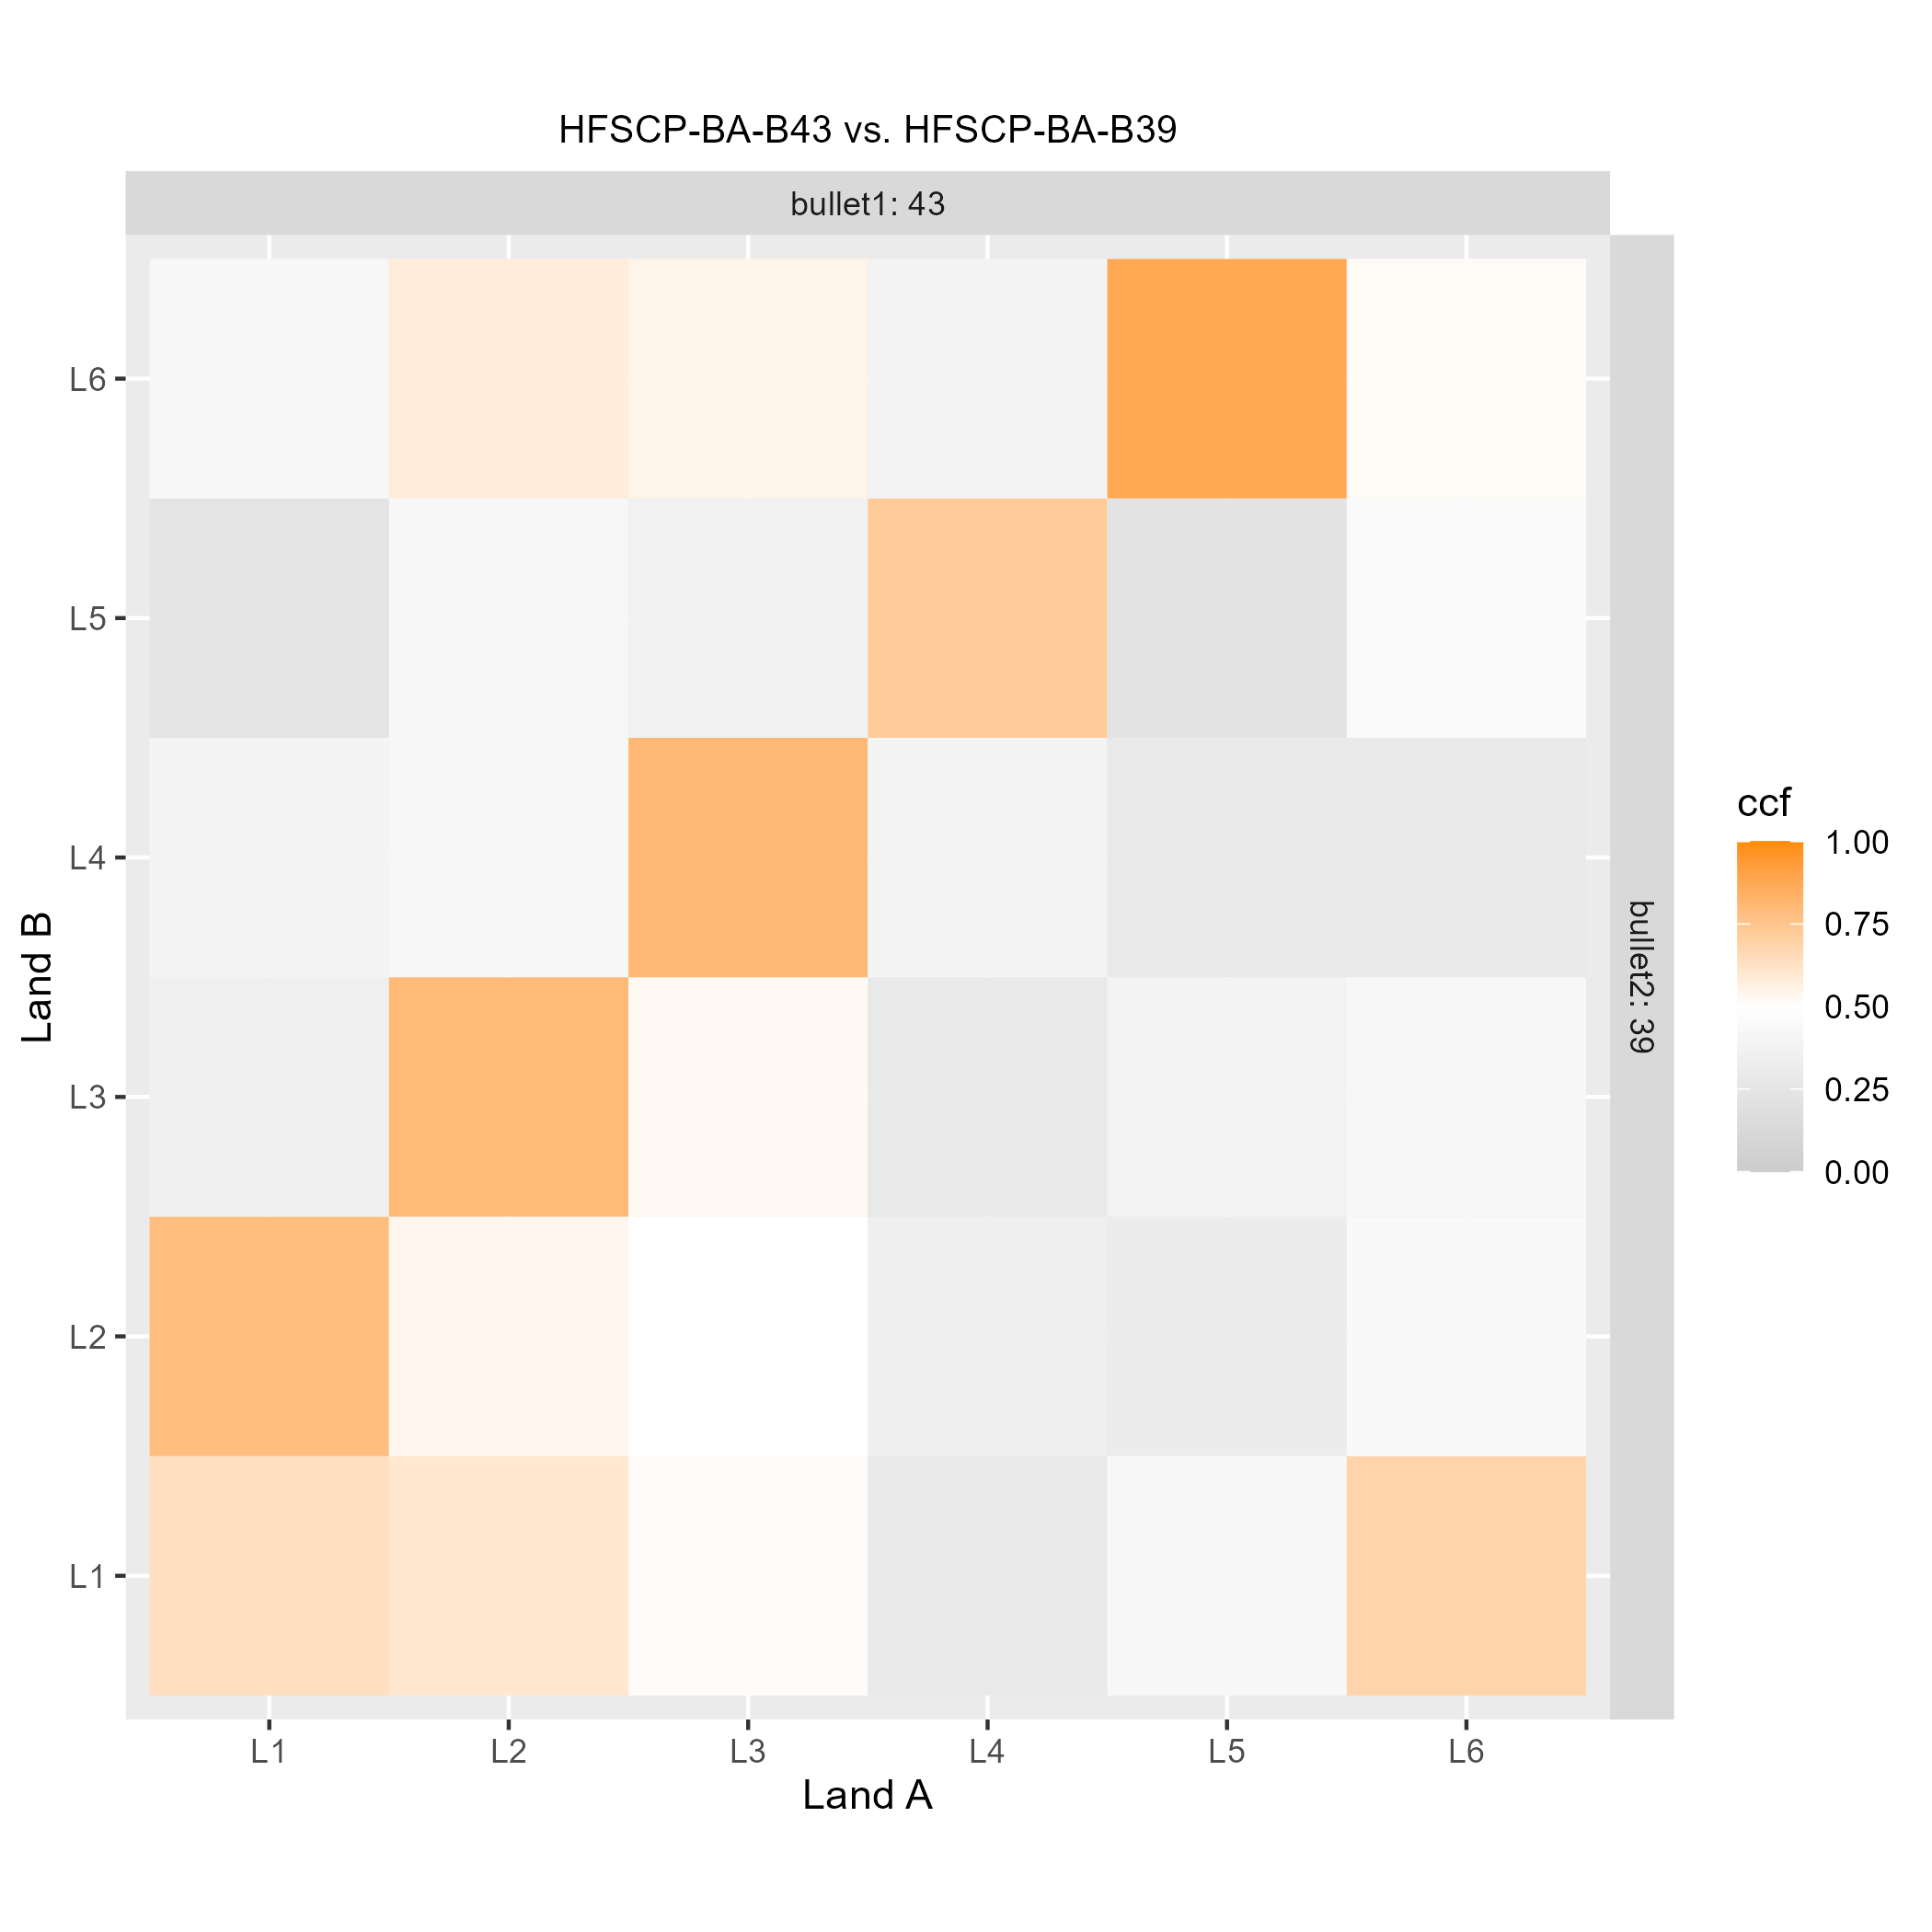 HFSCP-BA-B43 vs. HFSCP-BA-B39
bullet1: 43
L6
L5
L4
L3
L2
L1
Land B
bullet2: 39
L1 L2 L3 L4 L5 L6
Land A
ccf
1.00
0.75
0.50
0.25
0.00